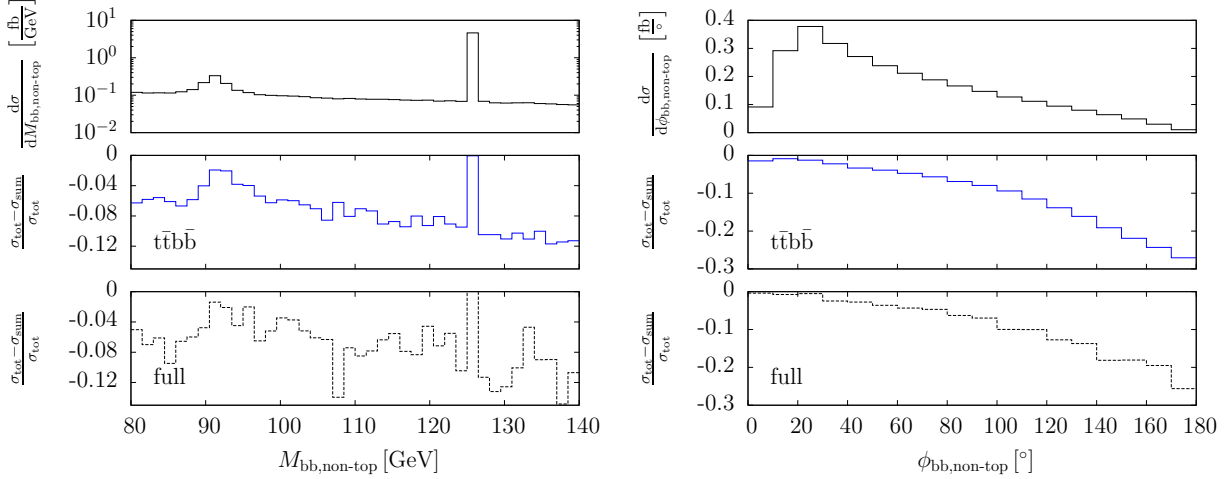 dσ/dM_bb,non-top [fb/GeV]
10^1
10^0
10^-1
10^-2
σ_tot−σ_sum/σ_tot
0
-0.04
-0.08
-0.12
tt̄bb̄
σ_tot−σ_sum/σ_tot
0
-0.04
-0.08
-0.12
full
80 90 100 110 120 130 140
M_bb,non-top [GeV]
dσ/dϕ_bb,non-top [fb/°]
0.4
0.3
0.2
0.1
0
σ_tot−σ_sum/σ_tot
0
-0.1
-0.2
-0.3
tt̄bb̄
σ_tot−σ_sum/σ_tot
0
-0.1
-0.2
-0.3
full
0 20 40 60 80 100 120 140 160 180
ϕ_bb,non-top [°]